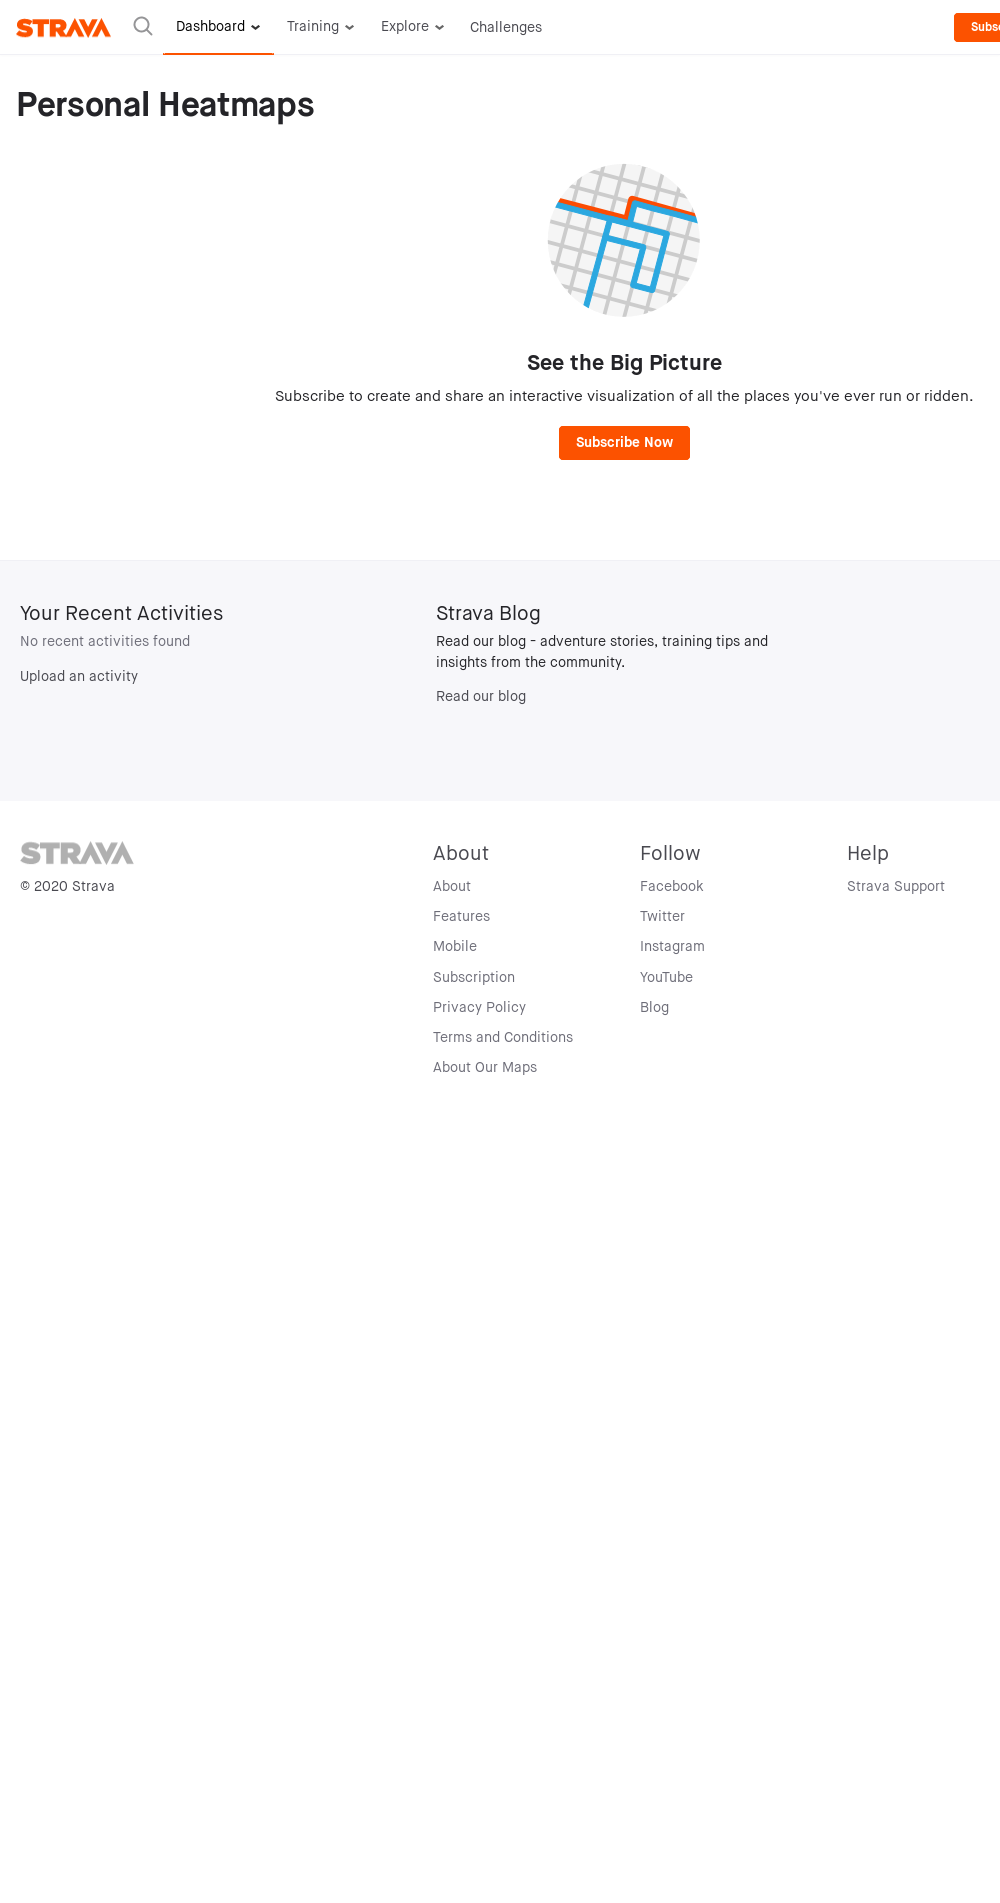 STRAVA
Dashboard
Training
Explore
Challenges
Personal Heatmaps
See the Big Picture
Subscribe to create and share an interactive visualization of all the places you've ever run or ridden.
Subscribe Now
Your Recent Activities
No recent activities found
Upload an activity
Strava Blog
Read our blog - adventure stories, training tips and
insights from the community.
Read our blog
STRAVA
© 2020 Strava
About
About
Features
Mobile
Subscription
Privacy Policy
Terms and Conditions
About Our Maps
Follow
Facebook
Twitter
Instagram
YouTube
Blog
Help
Strava Support